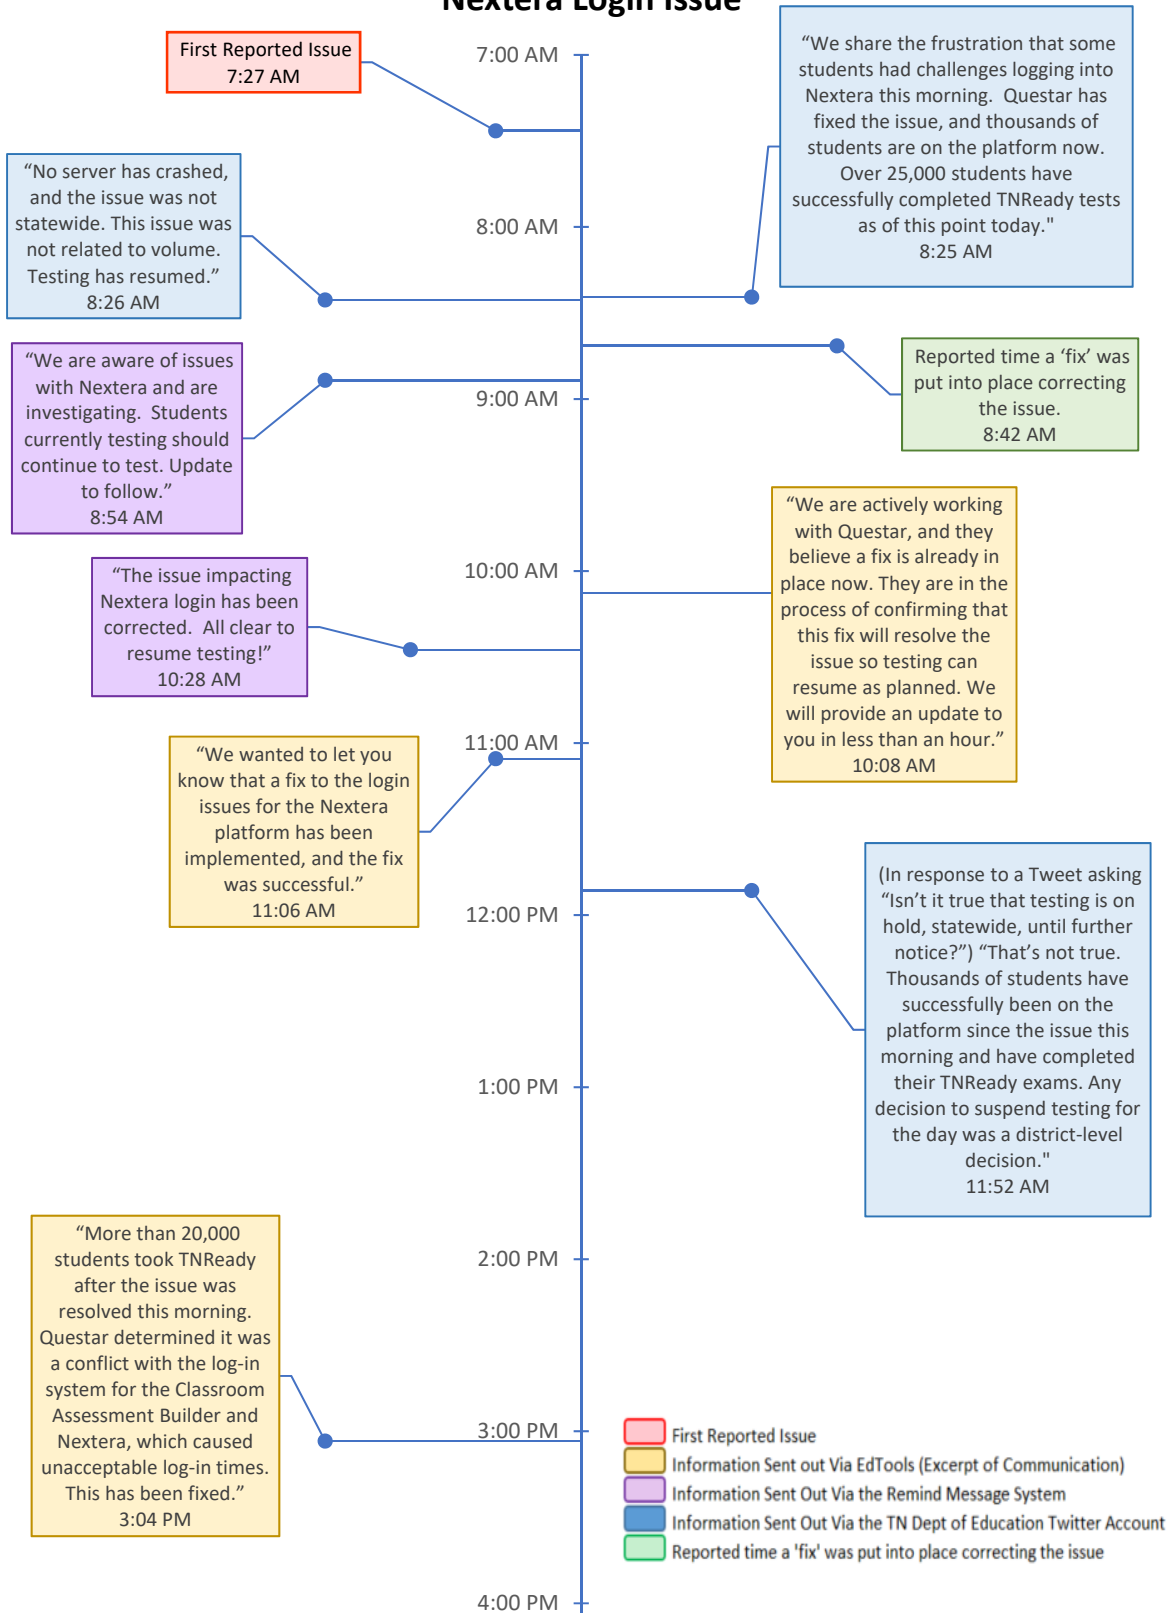 Nextera Login Issue
First Reported Issue
7:27 AM
7:00 AM
“We share the frustration that some
students had challenges logging into
Nextera this morning. Questar has
fixed the issue, and thousands of
students are on the platform now.
Over 25,000 students have
successfully completed TNReady tests
as of this point today."
8:25 AM
“No server has crashed,
and the issue was not
statewide. This issue was
not related to volume.
Testing has resumed.”
8:26 AM
8:00 AM
“We are aware of issues
with Nextera and are
investigating. Students
currently testing should
continue to test. Update
to follow.”
8:54 AM
Reported time a ‘fix’ was
put into place correcting
the issue.
8:42 AM
9:00 AM
“We are actively working
with Questar, and they
believe a fix is already in
place now. They are in the
process of confirming that
this fix will resolve the
issue so testing can
resume as planned. We
will provide an update to
you in less than an hour.”
10:08 AM
10:00 AM
“The issue impacting
Nextera login has been
corrected. All clear to
resume testing!”
10:28 AM
11:00 AM
“We wanted to let you
know that a fix to the login
issues for the Nextera
platform has been
implemented, and the fix
was successful.”
11:06 AM
(In response to a Tweet asking
“Isn’t it true that testing is on
hold, statewide, until further
notice?”) “That’s not true.
Thousands of students have
successfully been on the
platform since the issue this
morning and have completed
their TNReady exams. Any
decision to suspend testing for
the day was a district-level
decision."
11:52 AM
12:00 PM
1:00 PM
2:00 PM
“More than 20,000
students took TNReady
after the issue was
resolved this morning.
Questar determined it was
a conflict with the log-in
system for the Classroom
Assessment Builder and
Nextera, which caused
unacceptable log-in times.
This has been fixed.”
3:04 PM
3:00 PM
First Reported Issue
Information Sent out Via EdTools (Excerpt of Communication)
Information Sent Out Via the Remind Message System
Information Sent Out Via the TN Dept of Education Twitter Account
Reported time a 'fix' was put into place correcting the issue
4:00 PM